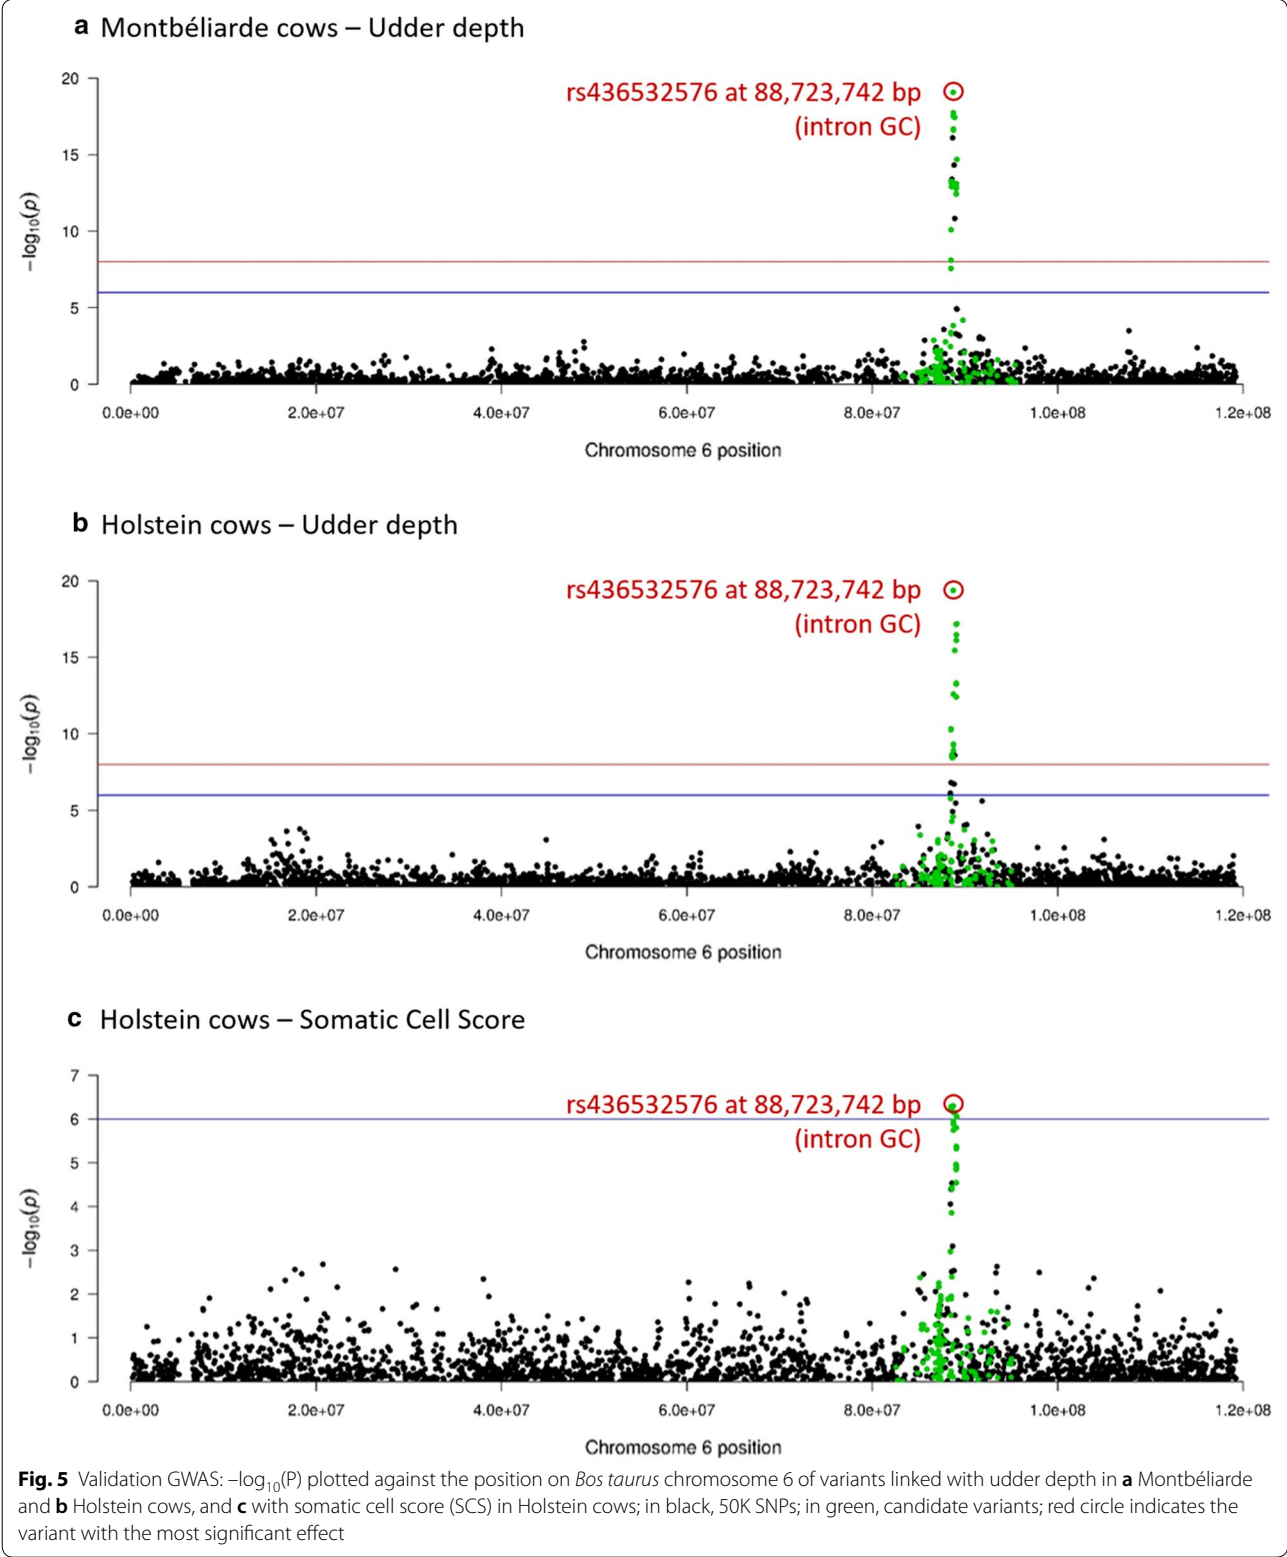 a Montbéliarde cows – Udder depth
20
rs436532576 at 88,723,742 bp
(intron GC)
15
10
5
0
−log10(p)
0.0e+00 2.0e+07 4.0e+07 6.0e+07 8.0e+07 1.0e+08 1.2e+08
Chromosome 6 position
b Holstein cows – Udder depth
20
rs436532576 at 88,723,742 bp
(intron GC)
15
10
5
0
−log10(p)
0.0e+00 2.0e+07 4.0e+07 6.0e+07 8.0e+07 1.0e+08 1.2e+08
Chromosome 6 position
c Holstein cows – Somatic Cell Score
7
rs436532576 at 88,723,742 bp
6
(intron GC)
5
4
3
2
1
0
−log10(p)
0.0e+00 2.0e+07 4.0e+07 6.0e+07 8.0e+07 1.0e+08 1.2e+08
Chromosome 6 position
Fig. 5 Validation GWAS: –log10(P) plotted against the position on Bos taurus chromosome 6 of variants linked with udder depth in a Montbéliarde
and b Holstein cows, and c with somatic cell score (SCS) in Holstein cows; in black, 50K SNPs; in green, candidate variants; red circle indicates the
variant with the most significant effect